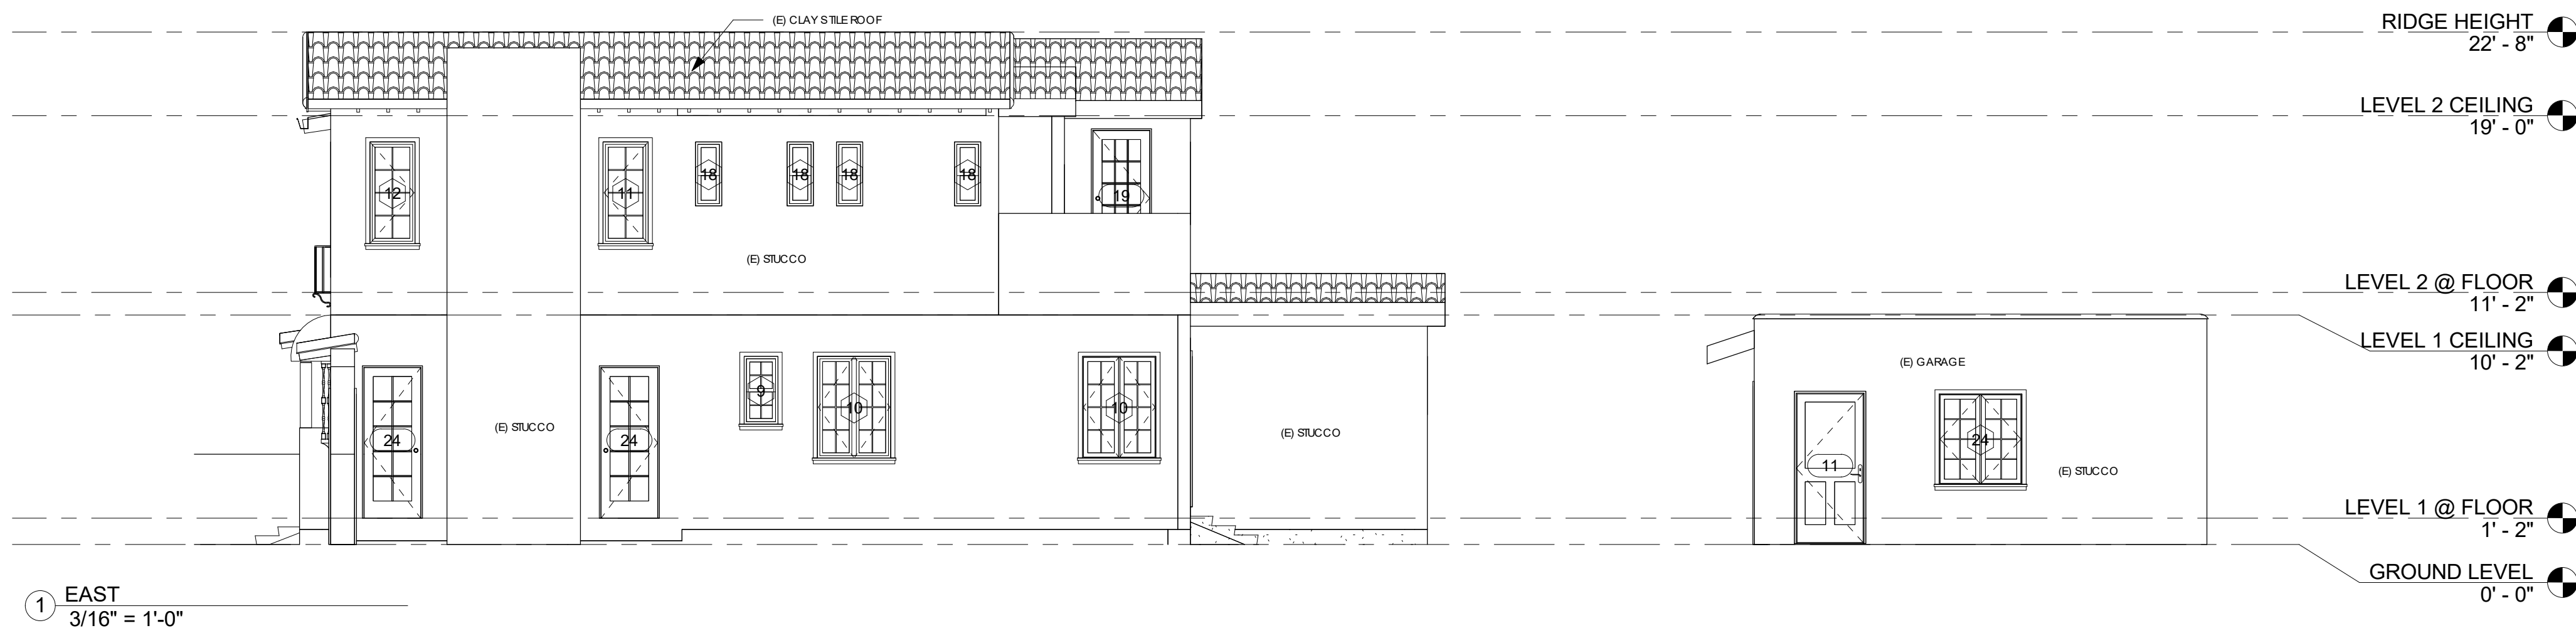 (E) CLAY S TILE ROOF
RIDGE HEIGHT
22' - 8"
LEVEL 2 CEILING
19' - 0"
12
11
18
18
18
18
19
(E) STUCCO
LEVEL 2 @ FLOOR
11' - 2"
LEVEL 1 CEILING
10' - 2"
(E) GARAGE
9
10
10
24
(E) STUCCO
24
(E) STUCCO
11
24
(E) STUCCO
LEVEL 1 @ FLOOR
1' - 2"
GROUND LEVEL
0' - 0"
1 EAST
3/16" = 1'-0"